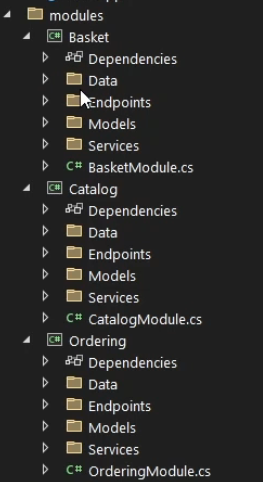 modules
C# Basket
Dependencies
Data
Endpoints
Models
Services
C# BasketModule.cs
C# Catalog
Dependencies
Data
Endpoints
Models
Services
C# CatalogModule.cs
C# Ordering
Dependencies
Data
Endpoints
Models
Services
C# OrderingModule.cs